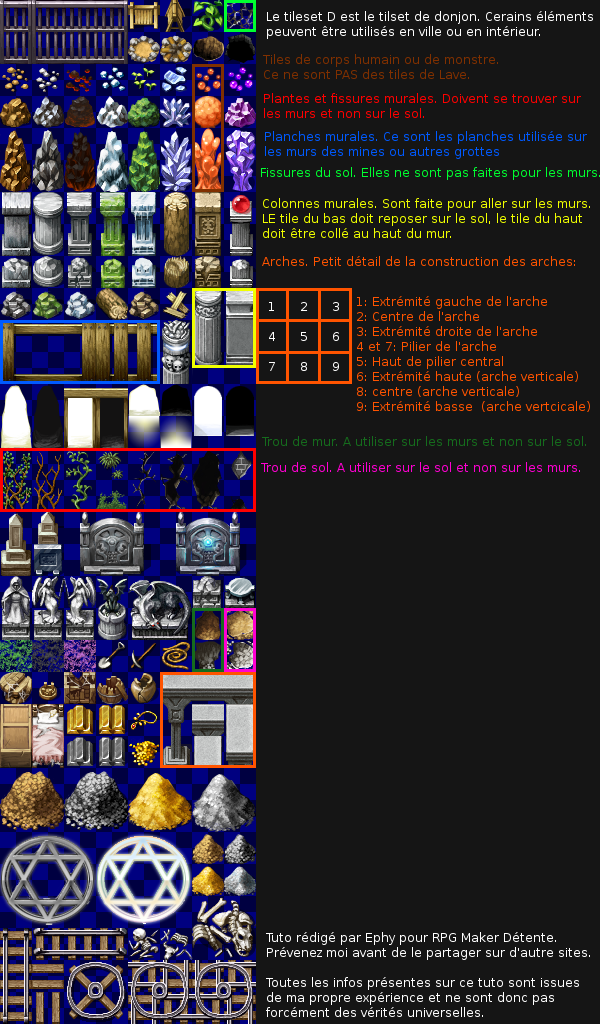 Le tileset D est le tilset de donjon. Cerains éléments
peuvent être utilisés en ville ou en intérieur.
Tiles de corps humain ou de monstre.
Ce ne sont PAS des tiles de Lave.
Plantes et fissures murales. Doivent se trouver sur
les murs et non sur le sol.
Planches murales. Ce sont les planches utilisée sur
les murs des mines ou autres grottes
Fissures du sol. Elles ne sont pas faites pour les murs.
Colonnes murales. Sont faite pour aller sur les murs.
LE tile du bas doit reposer sur le sol, le tile du haut
doit être collé au haut du mur.
Arches. Petit détail de la construction des arches:
1 2 3
4 5 6
7 8 9
1: Extrémité gauche de l'arche
2: Centre de l'arche
3: Extrémité droite de l'arche
4 et 7: Pilier de l'arche
5: Haut de pilier central
6: Extrémité haute (arche verticale)
8: centre (arche verticale)
9: Extrémité basse (arche vertcicale)
Trou de mur. A utiliser sur les murs et non sur le sol.
Trou de sol. A utiliser sur le sol et non sur les murs.
Tuto rédigé par Ephy pour RPG Maker Détente.
Prévenez moi avant de le partager sur d'autre sites.
Toutes les infos présentes sur ce tuto sont issues
de ma propre expérience et ne sont donc pas
forcément des vérités universelles.